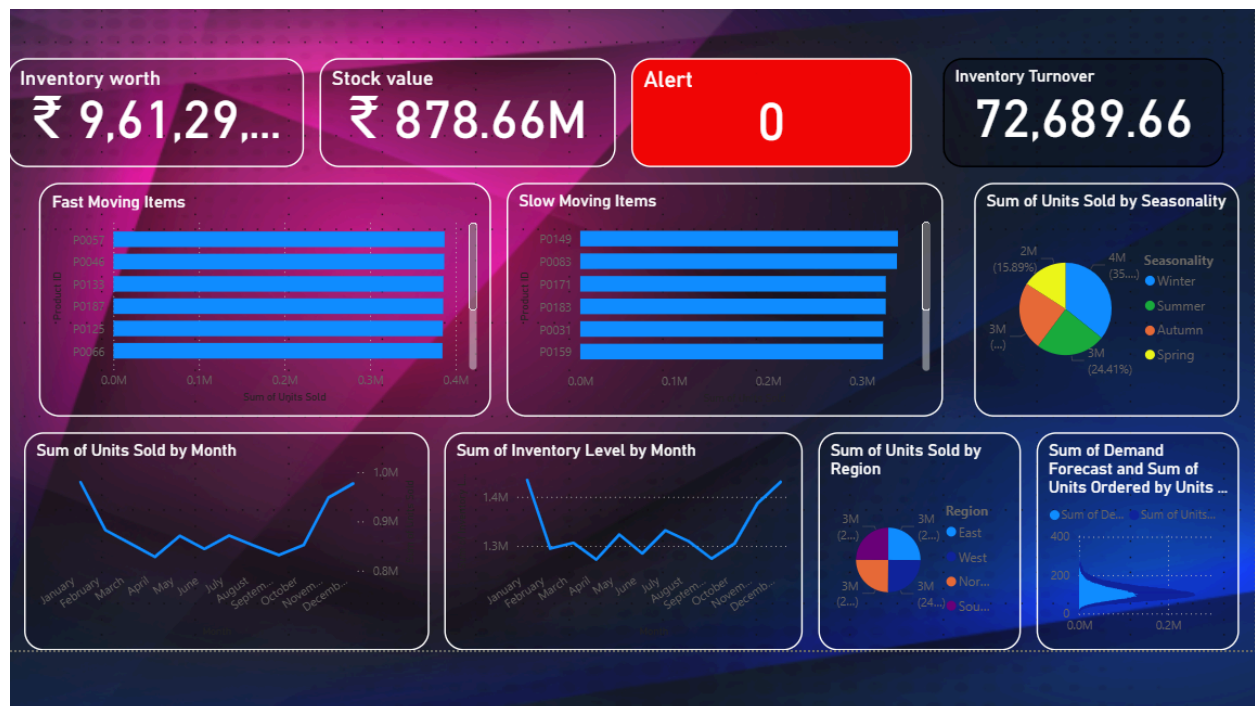 Inventory worth
₹ 9,61,29,...
Stock value
₹ 878.66M
Alert
0
Inventory Turnover
72,689.66
Fast Moving Items
*Product ID
P0057
P0046
P0133
P0187
P0125
P0066
0.0M 0.1M 0.2M 0.3M 0.4M
Sum of Units Sold
Slow Moving Items
*Product ID
P0149
P0083
P0171
P0183
P0031
P0159
0.0M 0.1M 0.2M 0.3M
Sum of Units Sold by Seasonality
2M
(15.89%)
4M
(35....)
3M
(...)
3M
(24.41%)
Seasonality
Winter
Summer
Autumn
Spring
Sum of Units Sold by Month
1.0M
0.9M
0.8M
January February March April May June July August Septem... October Novem... Decemb...
Sum of Inventory Level by Month
1.4M
1.3M
January February March April May June July August Septem... October Novem... Decemb...
Sum of Units Sold by
Region
3M
(2...)
3M
(2...)
3M
(2...)
3M
(24...)
Region
East
West
Nor...
Sou...
Sum of Demand
Forecast and Sum of
Units Ordered by Units ...
Sum of De... Sum of Units...
400
200
0
0.0M 0.2M